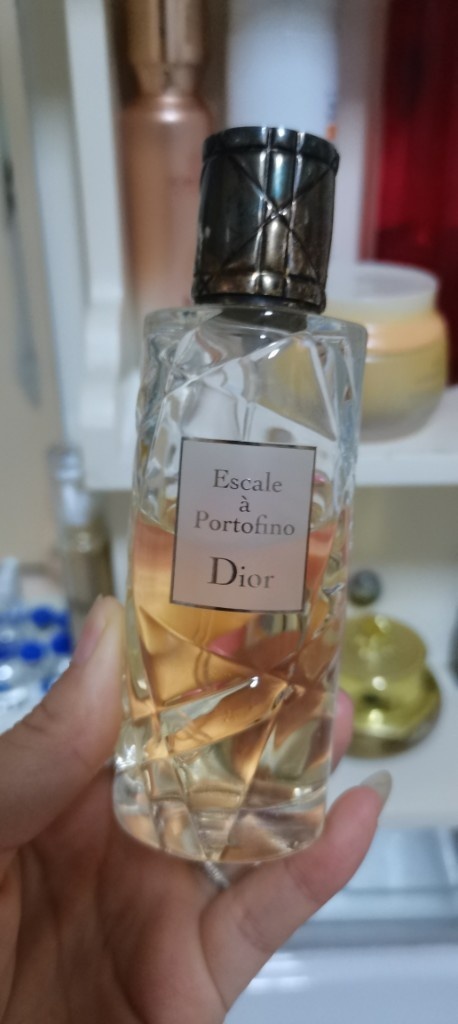 Escale
à
Portofino
Dior